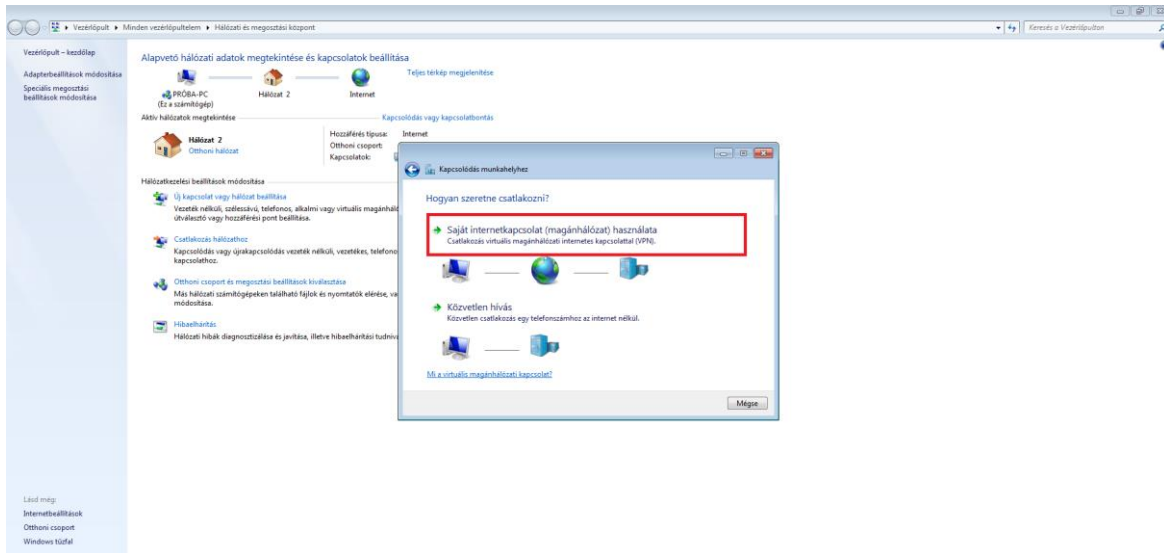 Vezérlőpult ▸ Minden vezérlőpultelem ▸ Hálózati és megosztási központ
Keresés a Vezérlőpulton
Vezérlőpult – kezdőlap
Adapterbeállítások módosítása
Speciális megosztási
beállítások módosítása
Alapvető hálózati adatok megtekintése és kapcsolatok beállítása
Teljes térkép megjelenítése
PRÓBA-PC
(Ez a számítógép)
Hálózat 2
Internet
Aktív hálózatok megtekintése
Kapcsolódás vagy kapcsolatbontás
Hálózat 2
Otthoni hálózat
Hozzáférés típusa: Internet
Otthoni csoport:
Kapcsolatok:
Hálózatkezelési beállítások módosítása
Új kapcsolat vagy hálózat beállítása
Vezeték nélküli, szélessávú, telefonos, alkalmi vagy virtuális
útválasztó vagy hozzáférési pont beállítása.
Csatlakozás hálózathoz
Kapcsolódás vagy újrakapcsolódás vezeték nélküli, vezetékes,
kapcsolathoz.
Otthoni csoport és megosztási beállítások kiválasztása
Más hálózati számítógépeken található fájlok és nyomtatók elérése,
módosítása.
Hibaelhárítás
Hálózati hibák diagnosztizálása és javítása, illetve hibaelhárítási
Kapcsolódás munkahelyhez
Hogyan szeretne csatlakozni?
Saját internetkapcsolat (magánhálózat) használata
Csatlakozás virtuális magánhálózati internetes kapcsolattal (VPN).
Közvetlen hívás
Közvetlen csatlakozás egy telefonszámhoz az internet nélkül.
Mi a virtuális magánhálózati kapcsolat?
Mégse
Lásd még:
Internetbeállítások
Otthoni csoport
Windows tűzfal